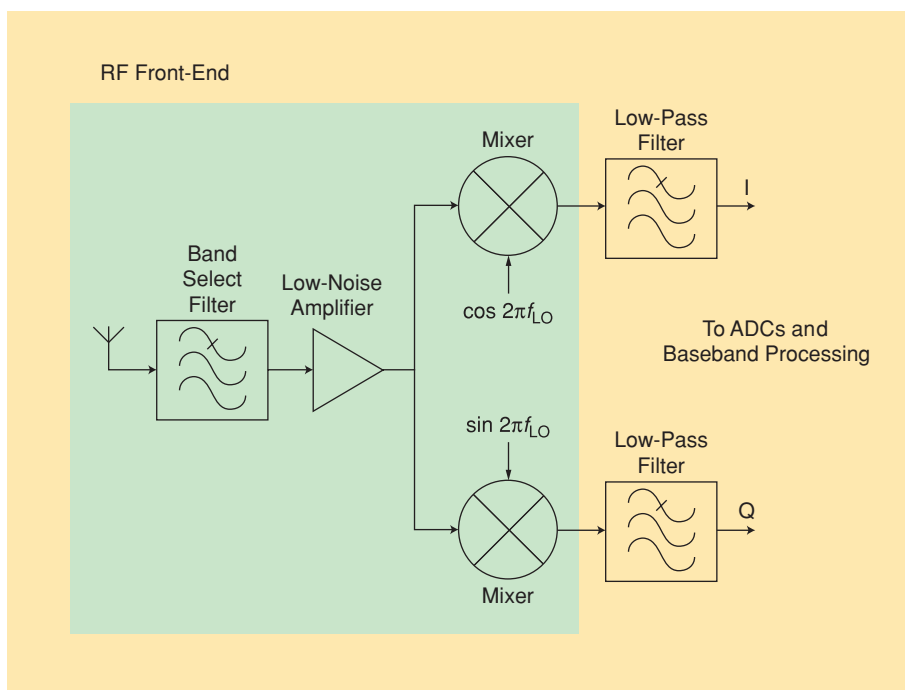 RF Front-End
Low-Pass
Filter
Mixer
I
Band
Select
Filter
Low-Noise
Amplifier
cos 2πfLO
To ADCs and
Baseband Processing
sin 2πfLO
Low-Pass
Filter
Q
Mixer